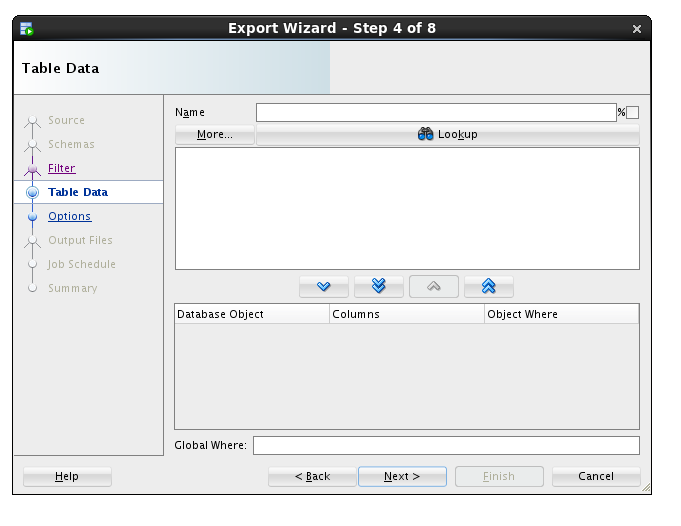 Export Wizard - Step 4 of 8
Table Data
Source
Schemas
Filter
Table Data
Options
Output Files
Job Schedule
Summary
Name %
More... Lookup
Database Object Columns Object Where
Global Where:
Help < Back Next > Finish Cancel